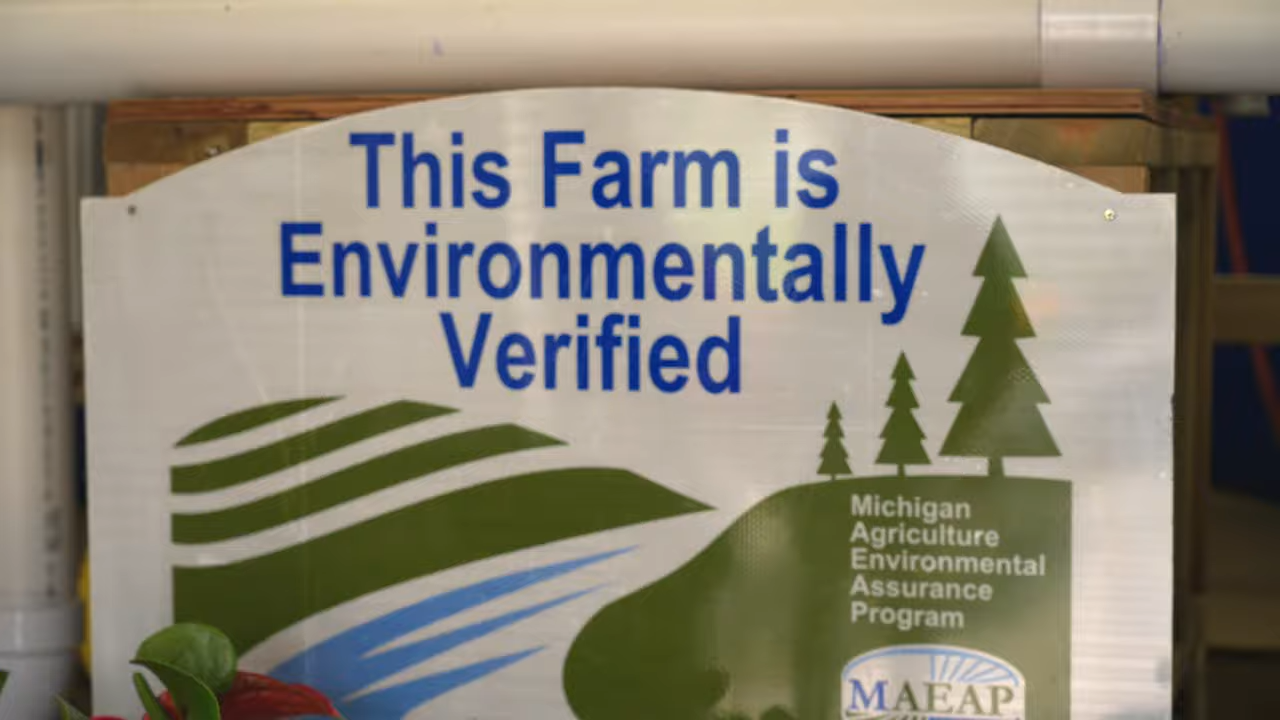 This Farm is
Environmentally
Verified
Michigan
Agriculture
Environmental
Assurance
Program
MAEAP